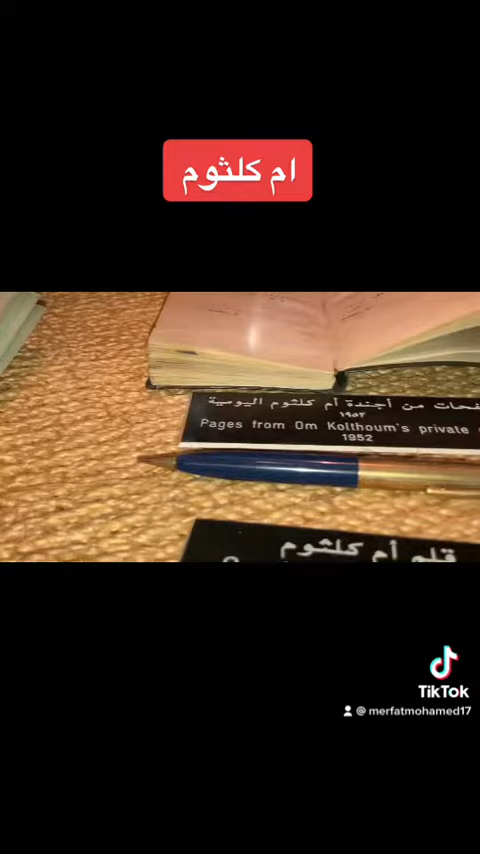 ام كلثوم
من أجندة أم كلثوم اليومية
١٩٥٢
Pages from Om Kolthoum's private
1952
قلم أم كلثوم
TikTok
@merfatmohamed17